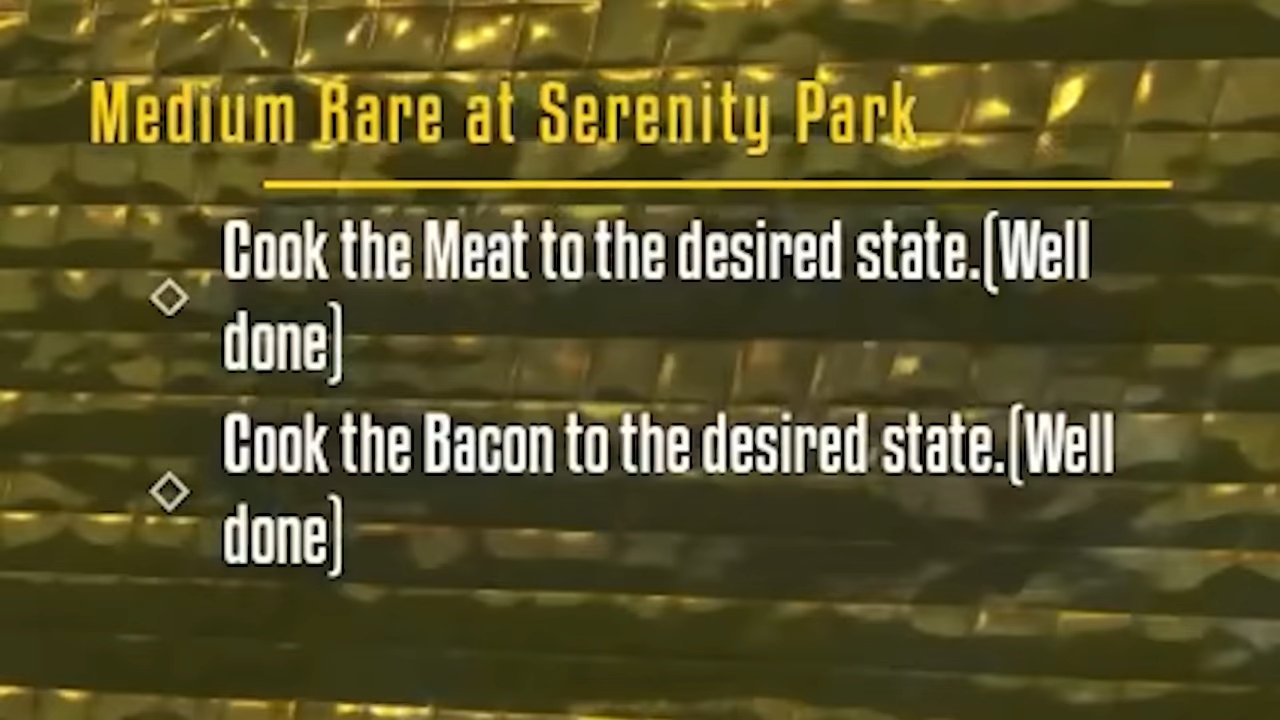 Medium Rare at Serenity Park
Cook the Meat to the desired state.(Well
done)
Cook the Bacon to the desired state.(Well
done)